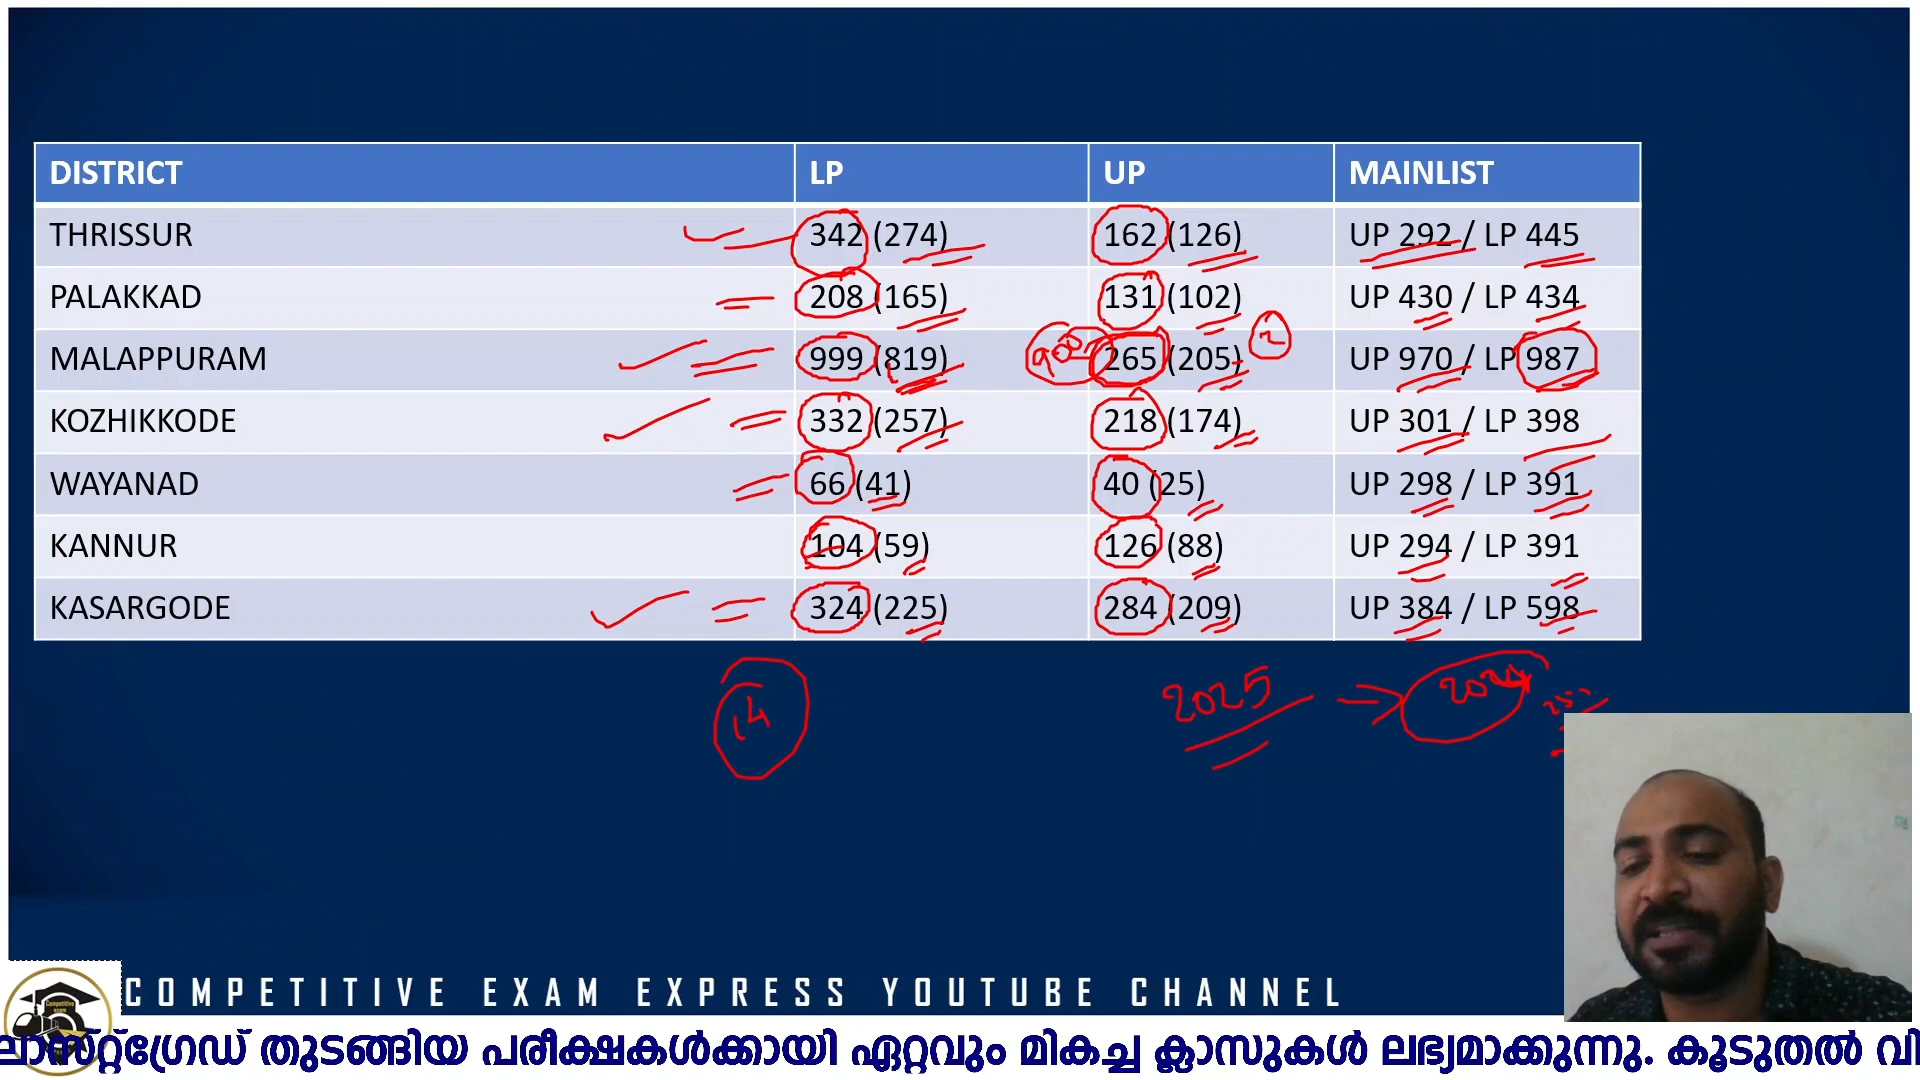 DISTRICT LP UP MAINLIST
THRISSUR 342 (274) 162 (126) UP 292 / LP 445
PALAKKAD 208 (165) 131 (102) UP 430 / LP 434
MALAPPURAM 999 (819) 900 265 (205) 2 UP 970 / LP 987
KOZHIKKODE 332 (257) 218 (174) UP 301 / LP 398
WAYANAD 66 (41) 40 (25) UP 298 / LP 391
KANNUR 104 (59) 126 (88) UP 294 / LP 391
KASARGODE 324 (225) 284 (209) UP 384 / LP 598
14 2025
COMPETITIVE EXAM EXPRESS YOUTUBE CHANNEL
ലാസ്റ്റ്ഗ്രേഡ് തുടങ്ങിയ പരീക്ഷകൾക്കായി ഏറ്റവും മികച്ച ക്ലാസുകൾ ലഭ്യമാക്കുന്നു. കൂടുതൽ വി